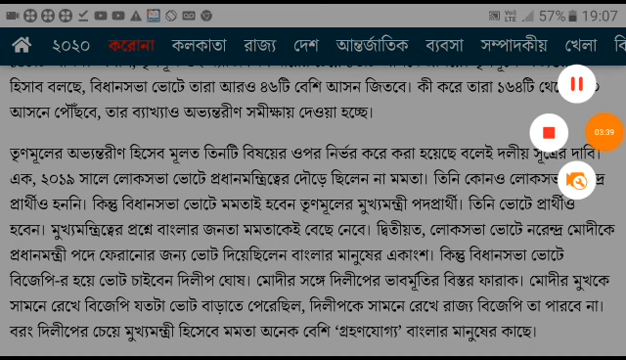 57% 19:07
২০২০ করোনা কলকাতা রাজ্য দেশ আন্তর্জাতিক ব্যবসা সম্পাদকীয় খেলা
হিসাব বলছে, বিধানসভা ভোটে তারা আরও ৪৬টি বেশি আসন জিতবে। কী করে তারা ১৬৪টি
আসনে পৌঁছবে, তার ব্যাখ্যাও অভ্যন্তরীণ সমীক্ষায় দেওয়া হচ্ছে।
03:39
তৃণমূলের অভ্যন্তরীণ হিসেব মূলত তিনটি বিষয়ের ওপর নির্ভর করে করা হয়েছে বলেই দলীয় সূত্রের দাবি।
এক, ২০১৯ সালে লোকসভা ভোটে প্রধানমন্ত্রিত্বের দৌড়ে ছিলেন না মমতা। তিনি কোনও
প্রার্থীও হননি। কিন্তু বিধানসভা ভোটে মমতাই হবেন তৃণমূলের মুখ্যমন্ত্রী পদপ্রার্থী। তিনি ভোটে প্রার্থীও
হবেন। মুখ্যমন্ত্রিত্বের প্রশ্নে বাংলার জনতা মমতাকেই বেছে নেবে। দ্বিতীয়ত, লোকসভা ভোটে নরেন্দ্র মোদীকে
প্রধানমন্ত্রী পদে ফেরানোর জন্য ভোট দিয়েছিলেন বাংলার মানুষের একাংশ। কিন্তু বিধানসভা ভোটে
বিজেপি-র হয়ে ভোট চাইবেন দিলীপ ঘোষ। মোদীর সঙ্গে দিলীপের ভাবমূর্তির বিস্তর ফারাক। মোদীর মুখকে
সামনে রেখে বিজেপি যতটা ভোট বাড়াতে পেরেছিল, দিলীপকে সামনে রেখে রাজ্য বিজেপি তা পারবে না।
বরং দিলীপের চেয়ে মুখ্যমন্ত্রী হিসেবে মমতা অনেক বেশি ‘গ্রহণযোগ্য’ বাংলার মানুষের কাছে।